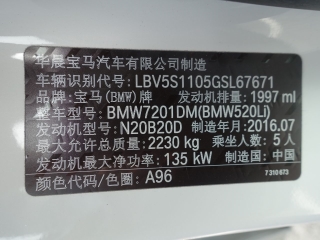 华晨宝马汽车有限公司制造
车辆识别代号: LBV5S1105GSL67671
品牌: 宝马(BMW)牌 发动机排量: 1997 ml
整车型号: BMW7201DM(BMW520Li)
发动机型号: N20B20D 制造年月: 2016.07
最大允许总质量: 2230 kg 乘坐人数: 5 人
发动机最大净功率: 135 kW 制造国: 中国
颜色代码/色圈: A96
7310673